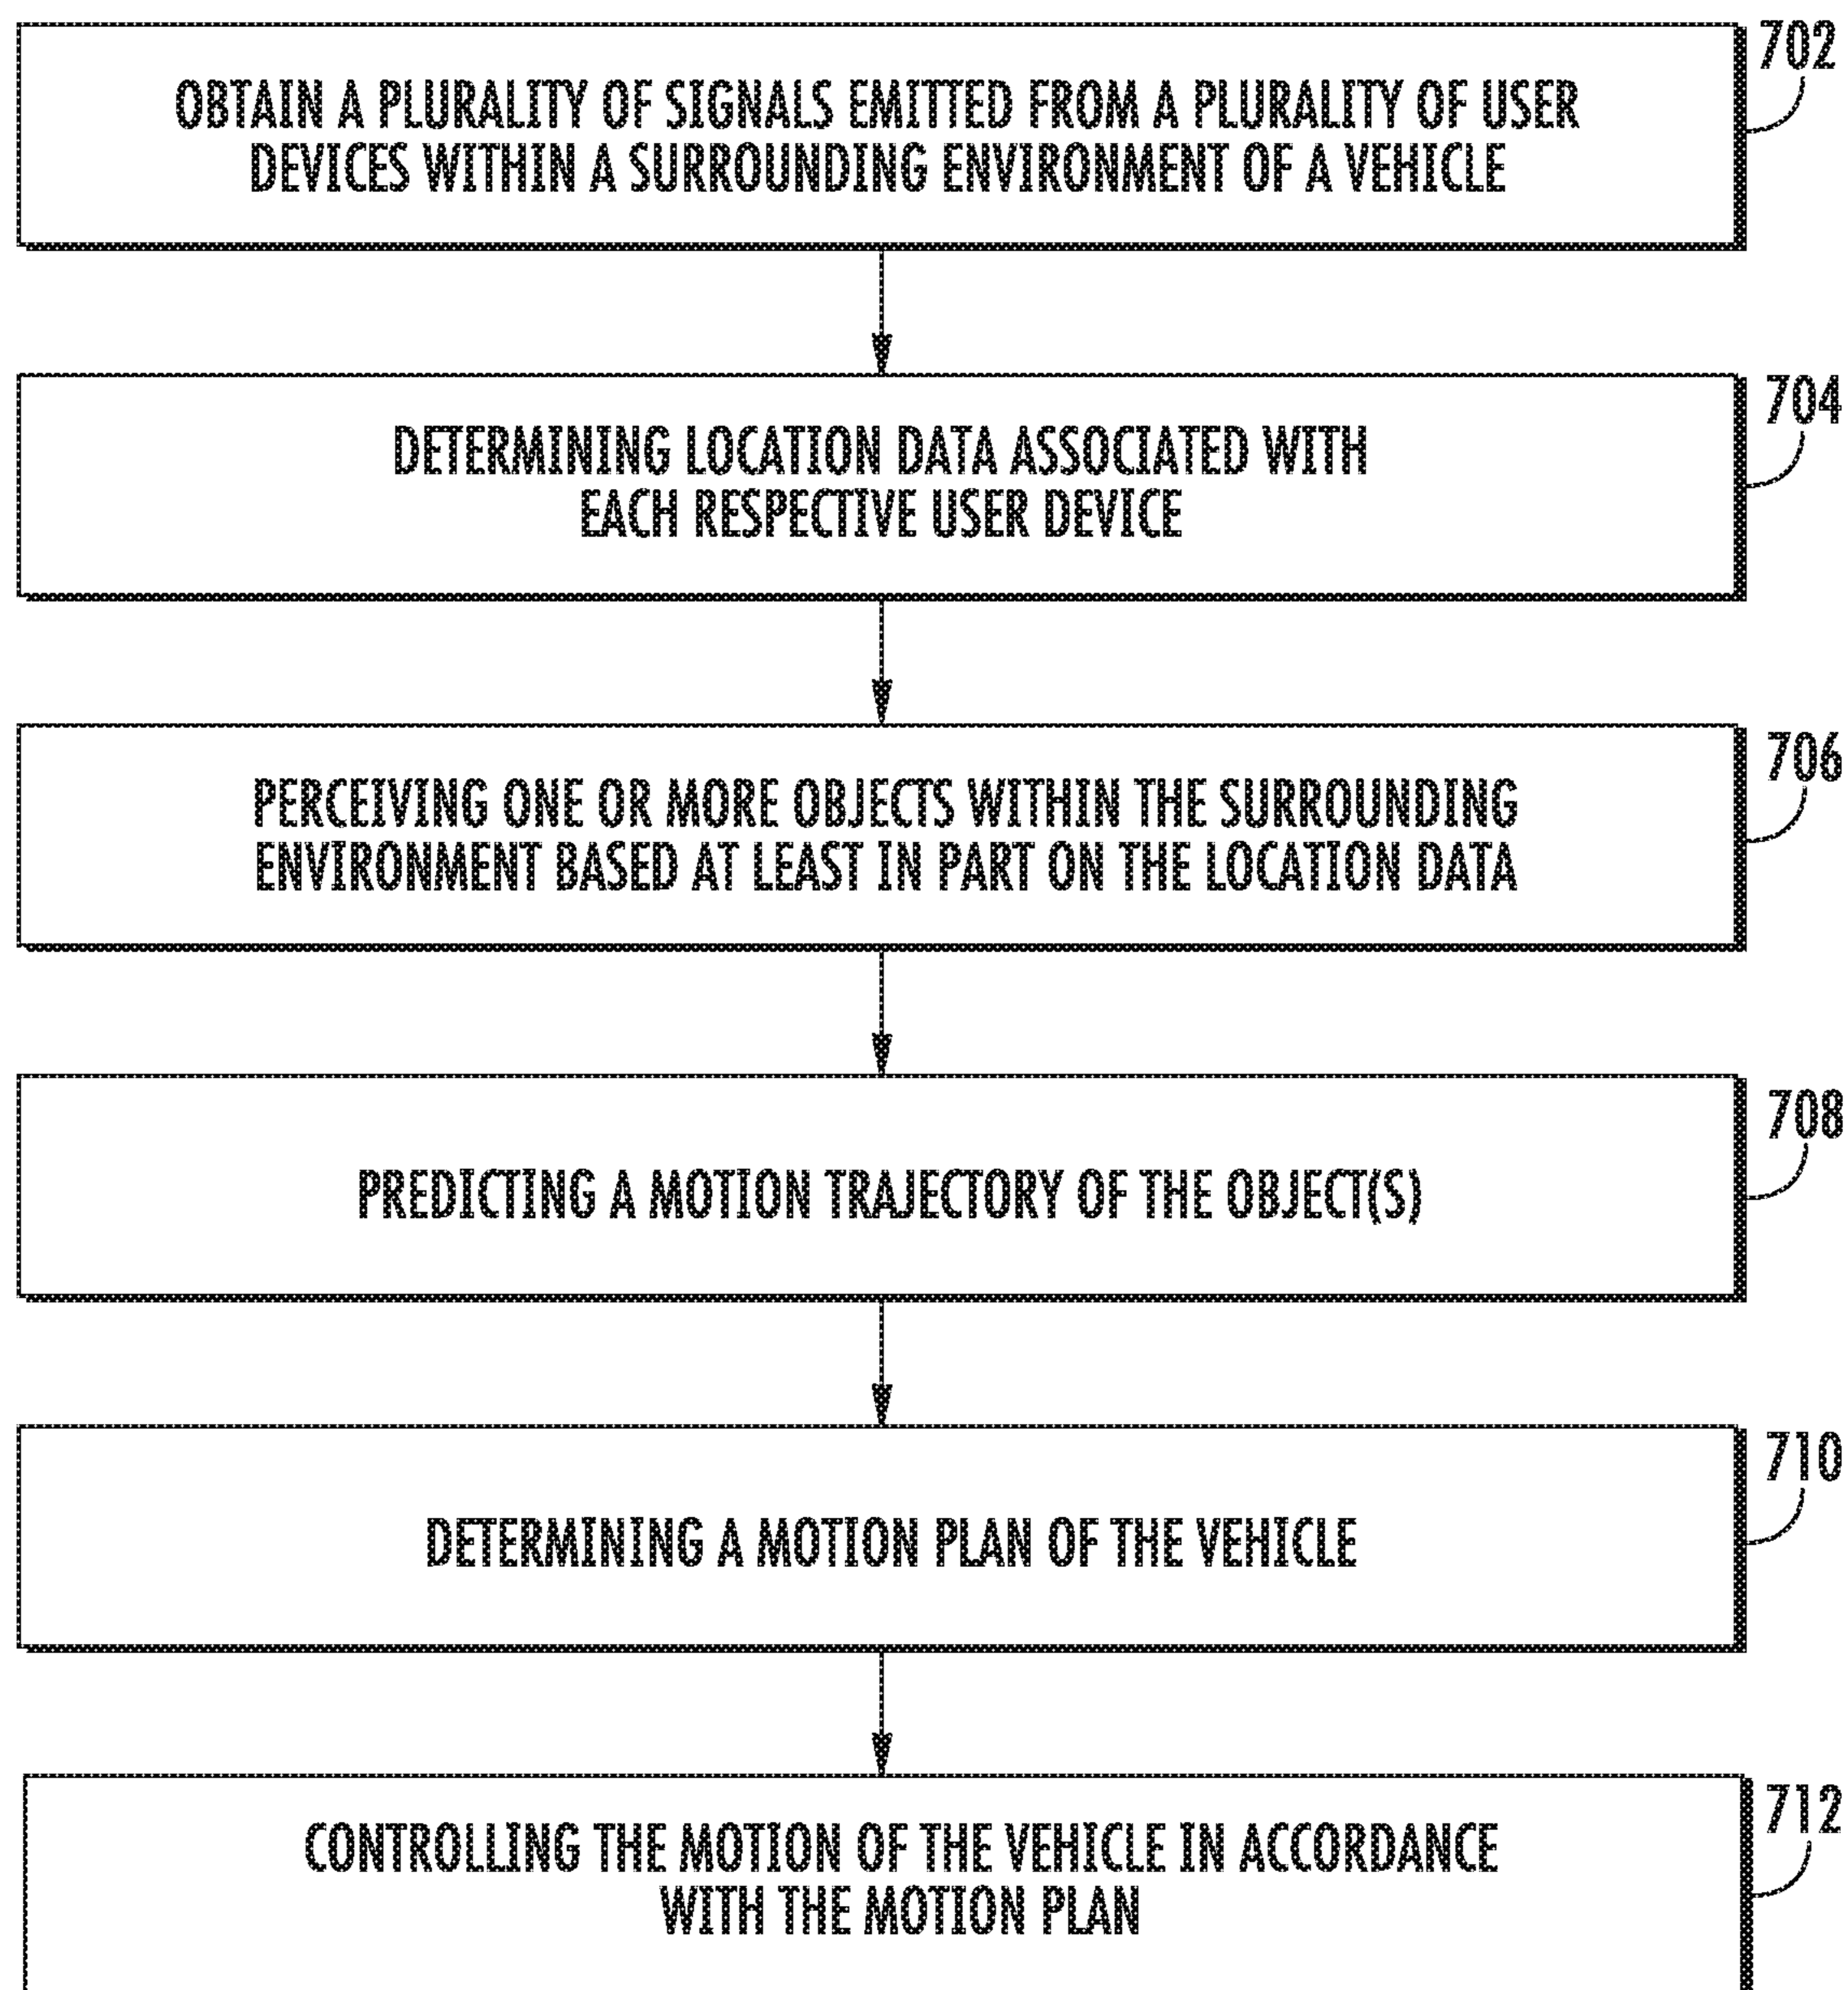 702
OBTAIN A PLURALITY OF SIGNALS EMITTED FROM A PLURALITY OF USER
DEVICES WITHIN A SURROUNDING ENVIRONMENT OF A VEHICLE
704
DETERMINING LOCATION DATA ASSOCIATED WITH
EACH RESPECTIVE USER DEVICE
706
PERCEIVING ONE OR MORE OBJECTS WITHIN THE SURROUNDING
ENVIRONMENT BASED AT LEAST IN PART ON THE LOCATION DATA
708
PREDICTING A MOTION TRAJECTORY OF THE OBJECT(S)
710
DETERMINING A MOTION PLAN OF THE VEHICLE
712
CONTROLLING THE MOTION OF THE VEHICLE IN ACCORDANCE
WITH THE MOTION PLAN